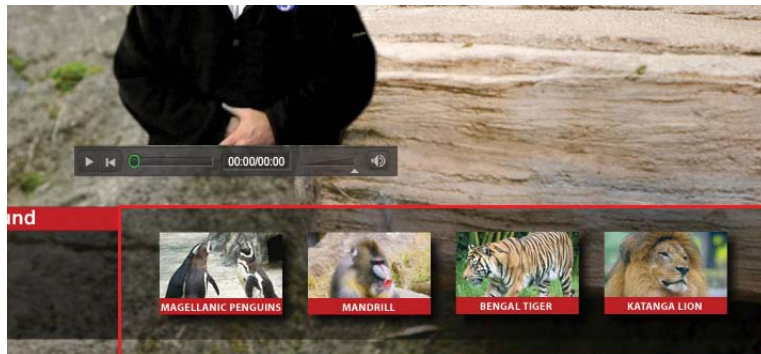 00:00/00:00
und
MAGELLANIC PENGUINS
MANDRILL
BENGAL TIGER
KATANGA LION